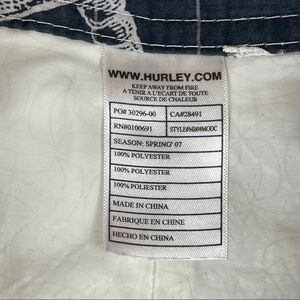 WWW.HURLEY.COM
KEEP AWAY FROM FIRE
A TENIR A L'ECART DE TOUTE
SOURCE DE CHALEUR
PO# 30296-00 CA#28491
RN#0100691
SEASON: SPRING' 07
100% POLYESTER
100% POLYESTER
100% POLIESTER
MADE IN CHINA
FABRIQUE EN CHINE
HECHO EN CHINA